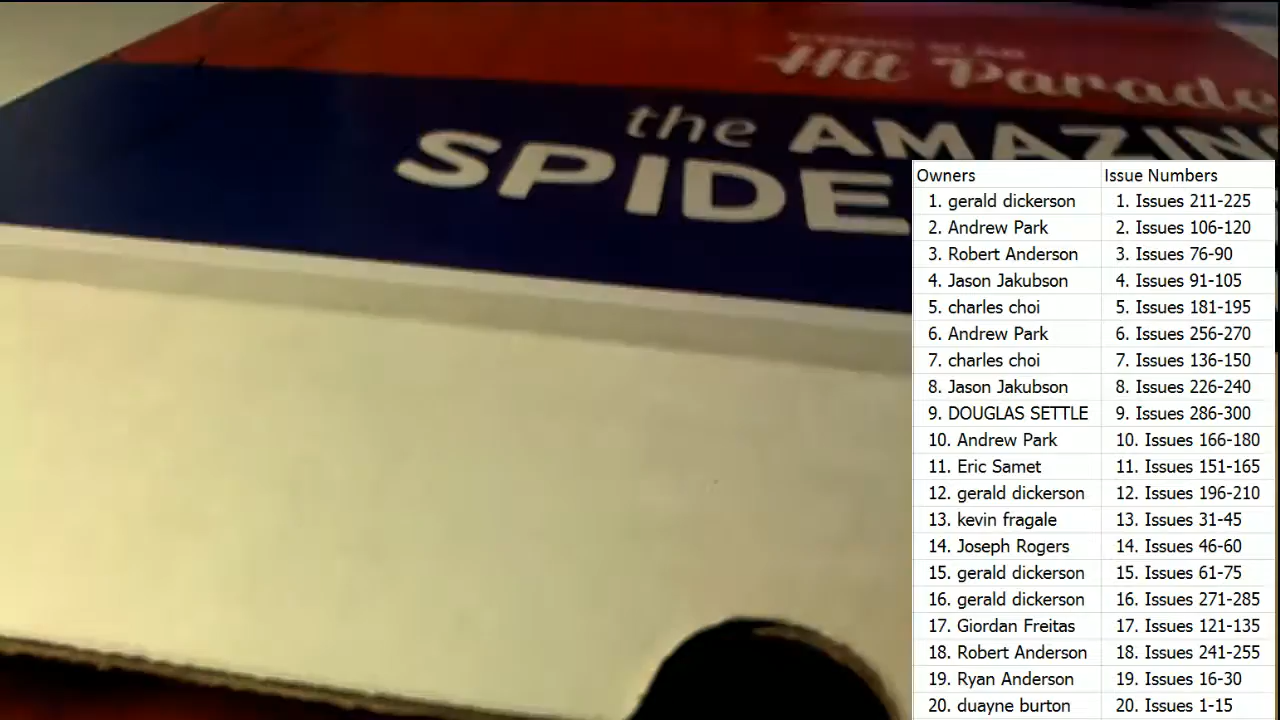 COMIC SLAB
Hit Parade
the AMAZING
SPIDE
Owners Issue Numbers
1. gerald dickerson 1. Issues 211-225
2. Andrew Park 2. Issues 106-120
3. Robert Anderson 3. Issues 76-90
4. Jason Jakubson 4. Issues 91-105
5. charles choi 5. Issues 181-195
6. Andrew Park 6. Issues 256-270
7. charles choi 7. Issues 136-150
8. Jason Jakubson 8. Issues 226-240
9. DOUGLAS SETTLE 9. Issues 286-300
10. Andrew Park 10. Issues 166-180
11. Eric Samet 11. Issues 151-165
12. gerald dickerson 12. Issues 196-210
13. kevin fragale 13. Issues 31-45
14. Joseph Rogers 14. Issues 46-60
15. gerald dickerson 15. Issues 61-75
16. gerald dickerson 16. Issues 271-285
17. Giordan Freitas 17. Issues 121-135
18. Robert Anderson 18. Issues 241-255
19. Ryan Anderson 19. Issues 16-30
20. duayne burton 20. Issues 1-15